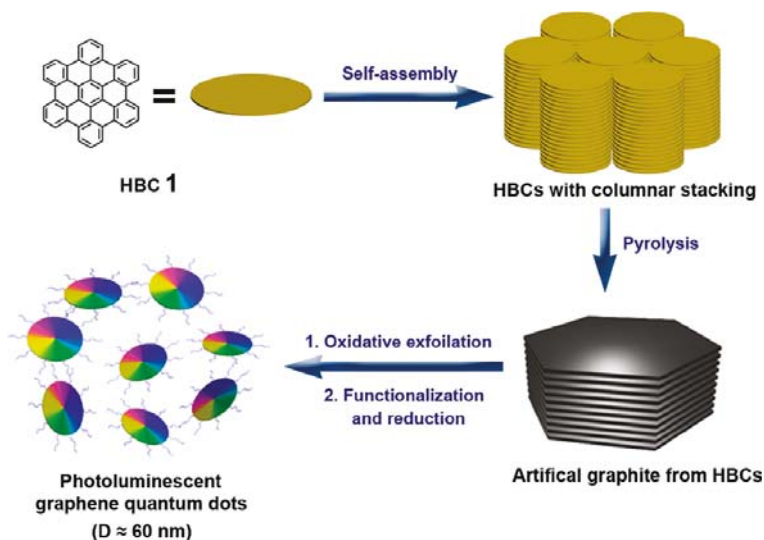 Self-assembly
=
HBC 1
HBCs with columnar stacking
Pyrolysis
1. Oxidative exfoilation
2. Functionalization
and reduction
Artifical graphite from HBCs
Photoluminescent
graphene quantum dots
(D ≈ 60 nm)